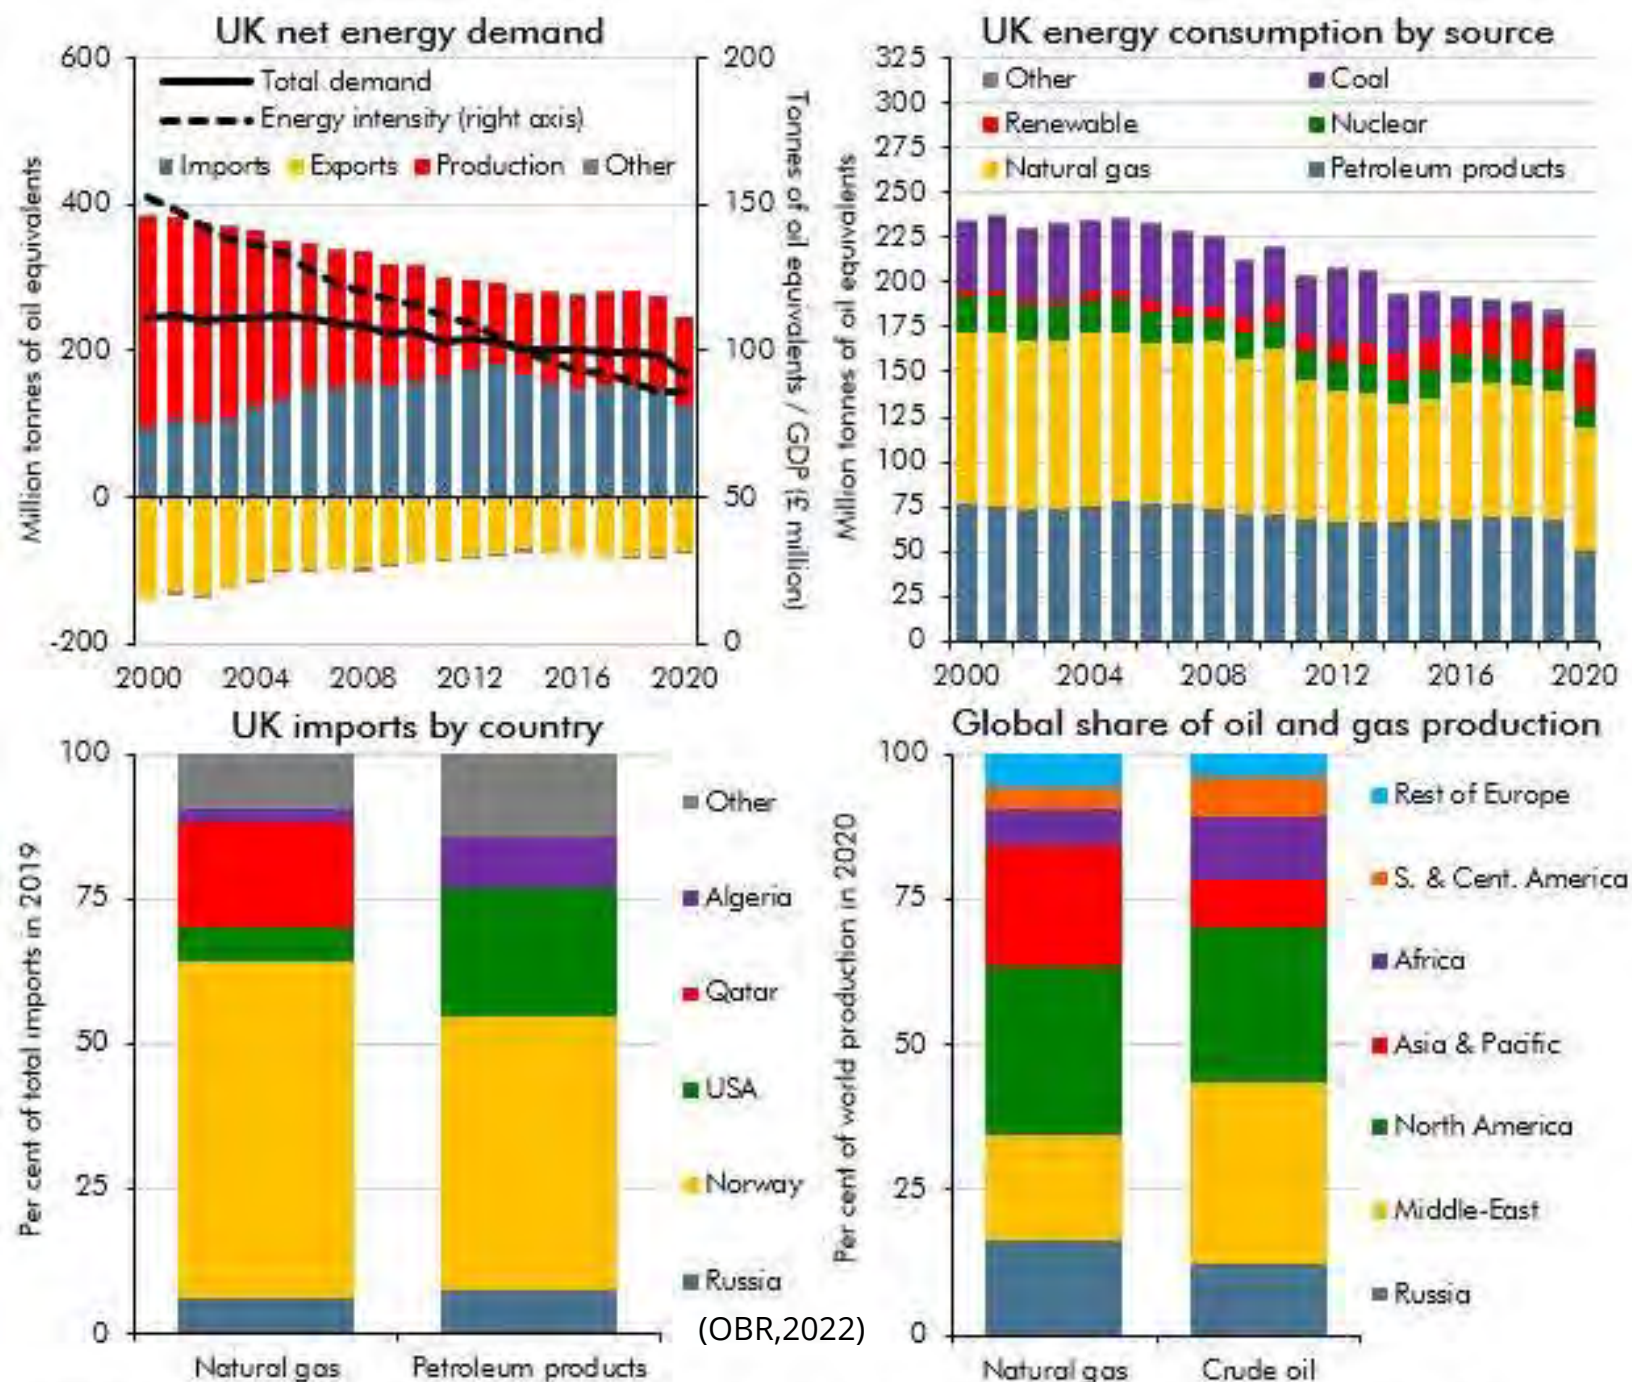 UK net energy demand
600
400
200
0
-200
200
150
100
50
0
Total demand
Energy intensity (right axis)
Imports Exports Production Other
Million tonnes of oil equivalents
Tonnes of oil equivalents / GDP (£ million)
2000 2004 2008 2012 2016 2020
UK energy consumption by source
325
300
275
250
225
200
175
150
125
100
75
50
25
0
Other Coal
Renewable Nuclear
Natural gas Petroleum products
Million tonnes of oil equivalents
2000 2004 2008 2012 2016 2020
UK imports by country
100
75
50
25
0
Per cent of total imports in 2019
Other
Algeria
Qatar
USA
Norway
Russia
Natural gas Petroleum products
(OBR,2022)
Global share of oil and gas production
100
75
50
25
0
Per cent of world production in 2020
Rest of Europe
S. & Cent. America
Africa
Asia & Pacific
North America
Middle-East
Russia
Natural gas Crude oil